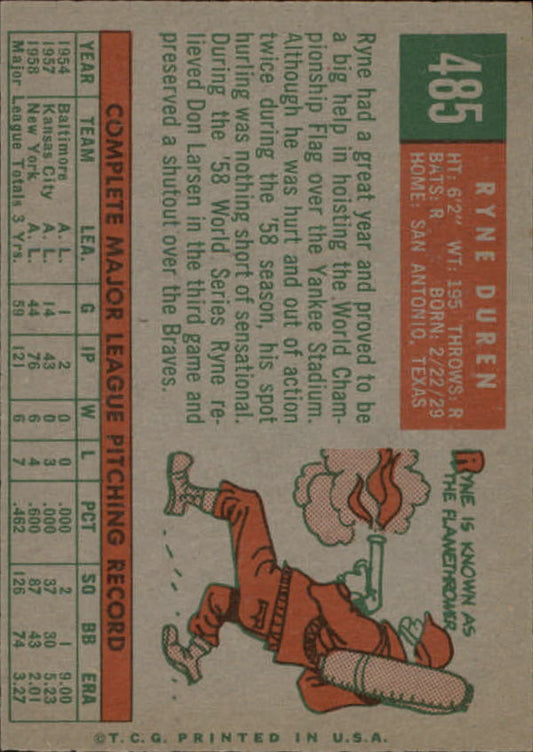 485
RYNE DUREN
HT: 6'2" WT: 195 THROWS: R
BATS: R BORN: 2/22/29
HOME: SAN ANTONIO, TEXAS
Ryne had a great year and proved to be
a big help in hoisting the World Cham-
pionship Flag over the Yankee Stadium.
Although he was hurt and out of action
twice during the '58 season, his spot
hurling was nothing short of sensational.
During the '58 World Series Ryne re-
lieved Don Larsen in the third game and
preserved a shutout over the Braves.
RYNE IS KNOWN AS
THE FLAMETHROWER
COMPLETE MAJOR LEAGUE PITCHING RECORD
YEAR TEAM LEA. G IP W L PCT SO BB ERA
1954 Baltimore A. L. 1 2 0 0 .000 2 1 9.00
1957 Kansas City A. L. 14 43 0 3 .000 37 30 5.23
1958 New York A. L. 44 76 6 4 .600 87 43 2.01
Major League Totals 3 Yrs. 59 121 6 7 .462 126 74 3.27
©T.C.G. PRINTED IN U.S.A.